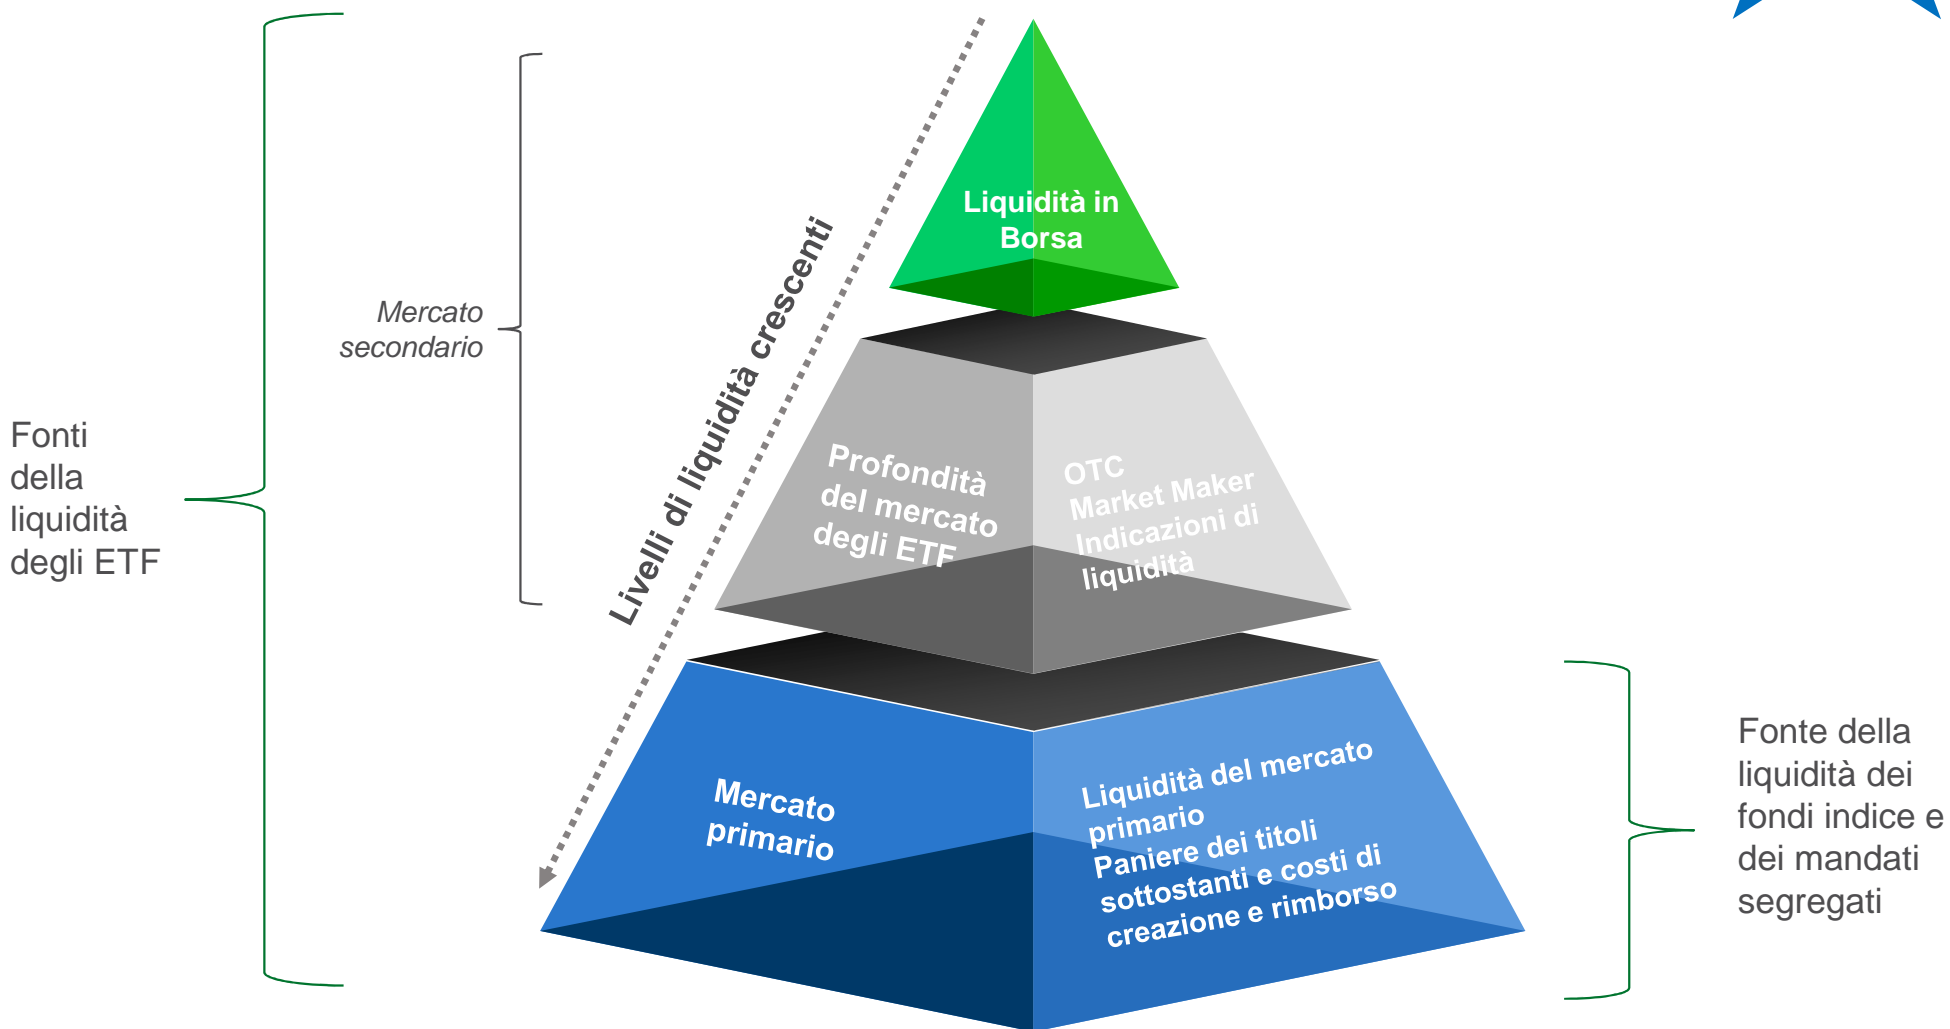 Liquidità in
Borsa
Mercato
secondario
Livelli di liquidità crescenti
Fonti
della
liquidità
degli ETF
Profondità
del mercato
degli ETF
OTC
Market Maker
Indicazioni di
liquidità
Mercato
primario
Liquidità del mercato
primario
Paniere dei titoli
sottostanti e costi di
creazione e rimborso
Fonte della
liquidità dei
fondi indice e
dei mandati
segregati